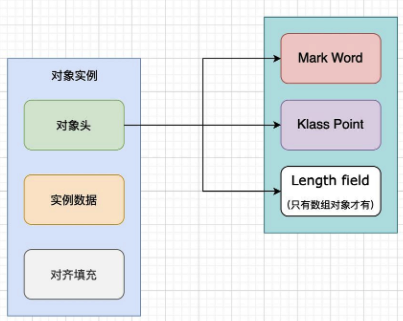 对象实例
对象头
实例数据
对齐填充
Mark Word
Klass Point
Length field
(只有数组对象才有)